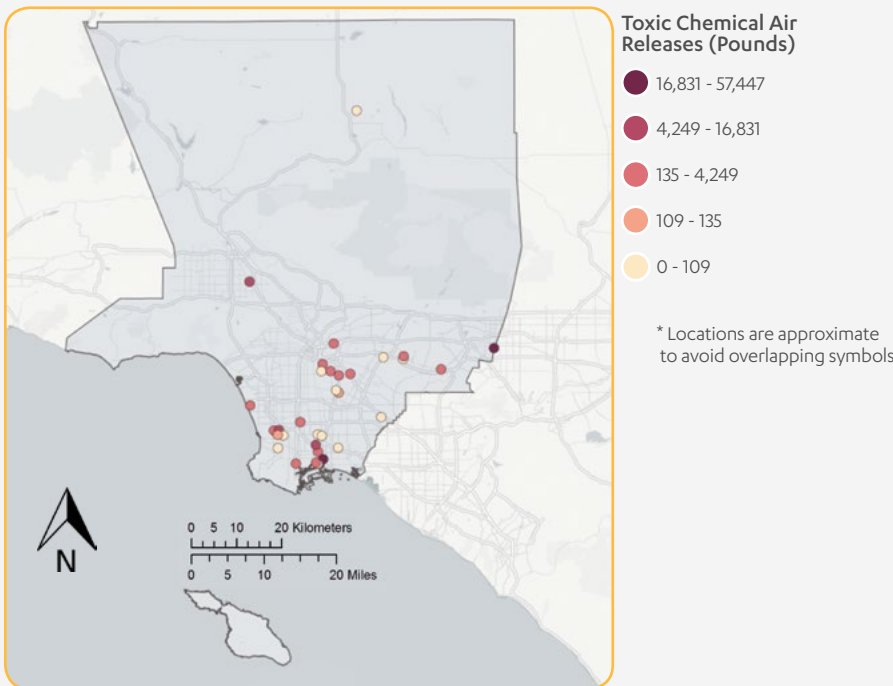 Toxic Chemical Air
Releases (Pounds)
16,831 - 57,447
4,249 - 16,831
135 - 4,249
109 - 135
0 - 109
* Locations are approximate
to avoid overlapping symbols
N
0 5 10 20 Kilometers
0 5 10 20 Miles